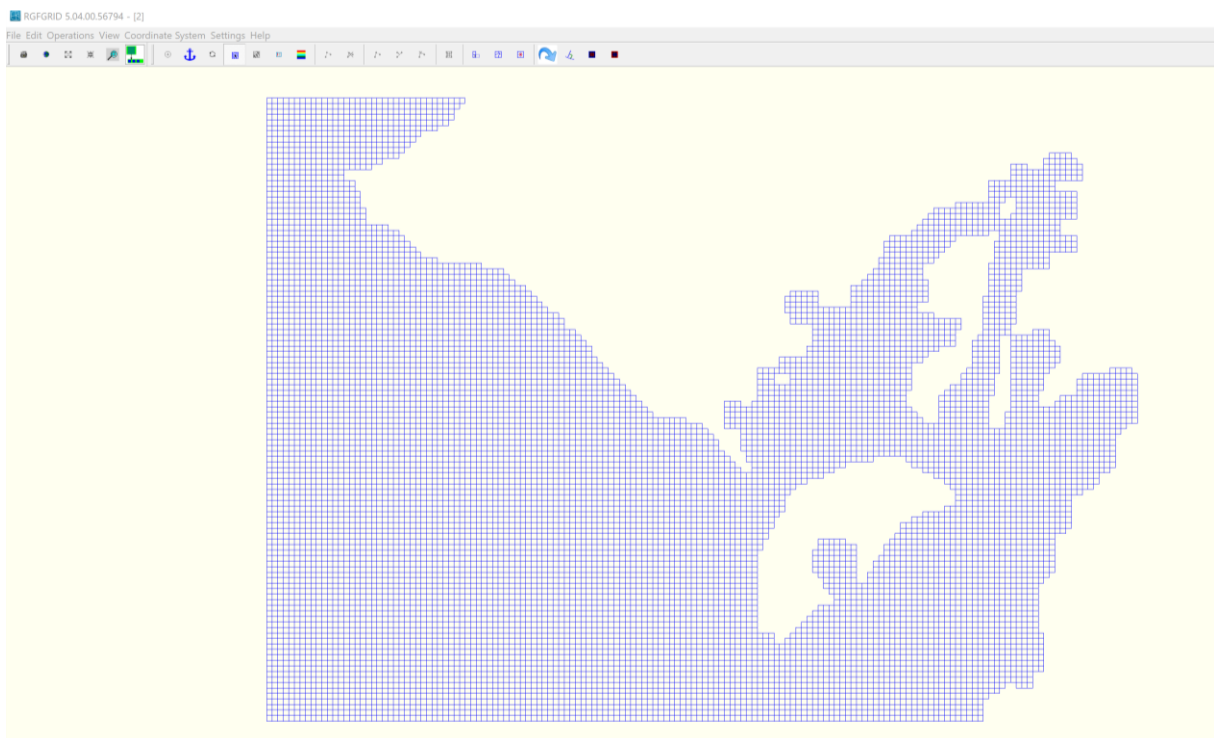 RGFGRID 5.04.00.56794 - [2]
File Edit Operations View Coordinate System Settings Help